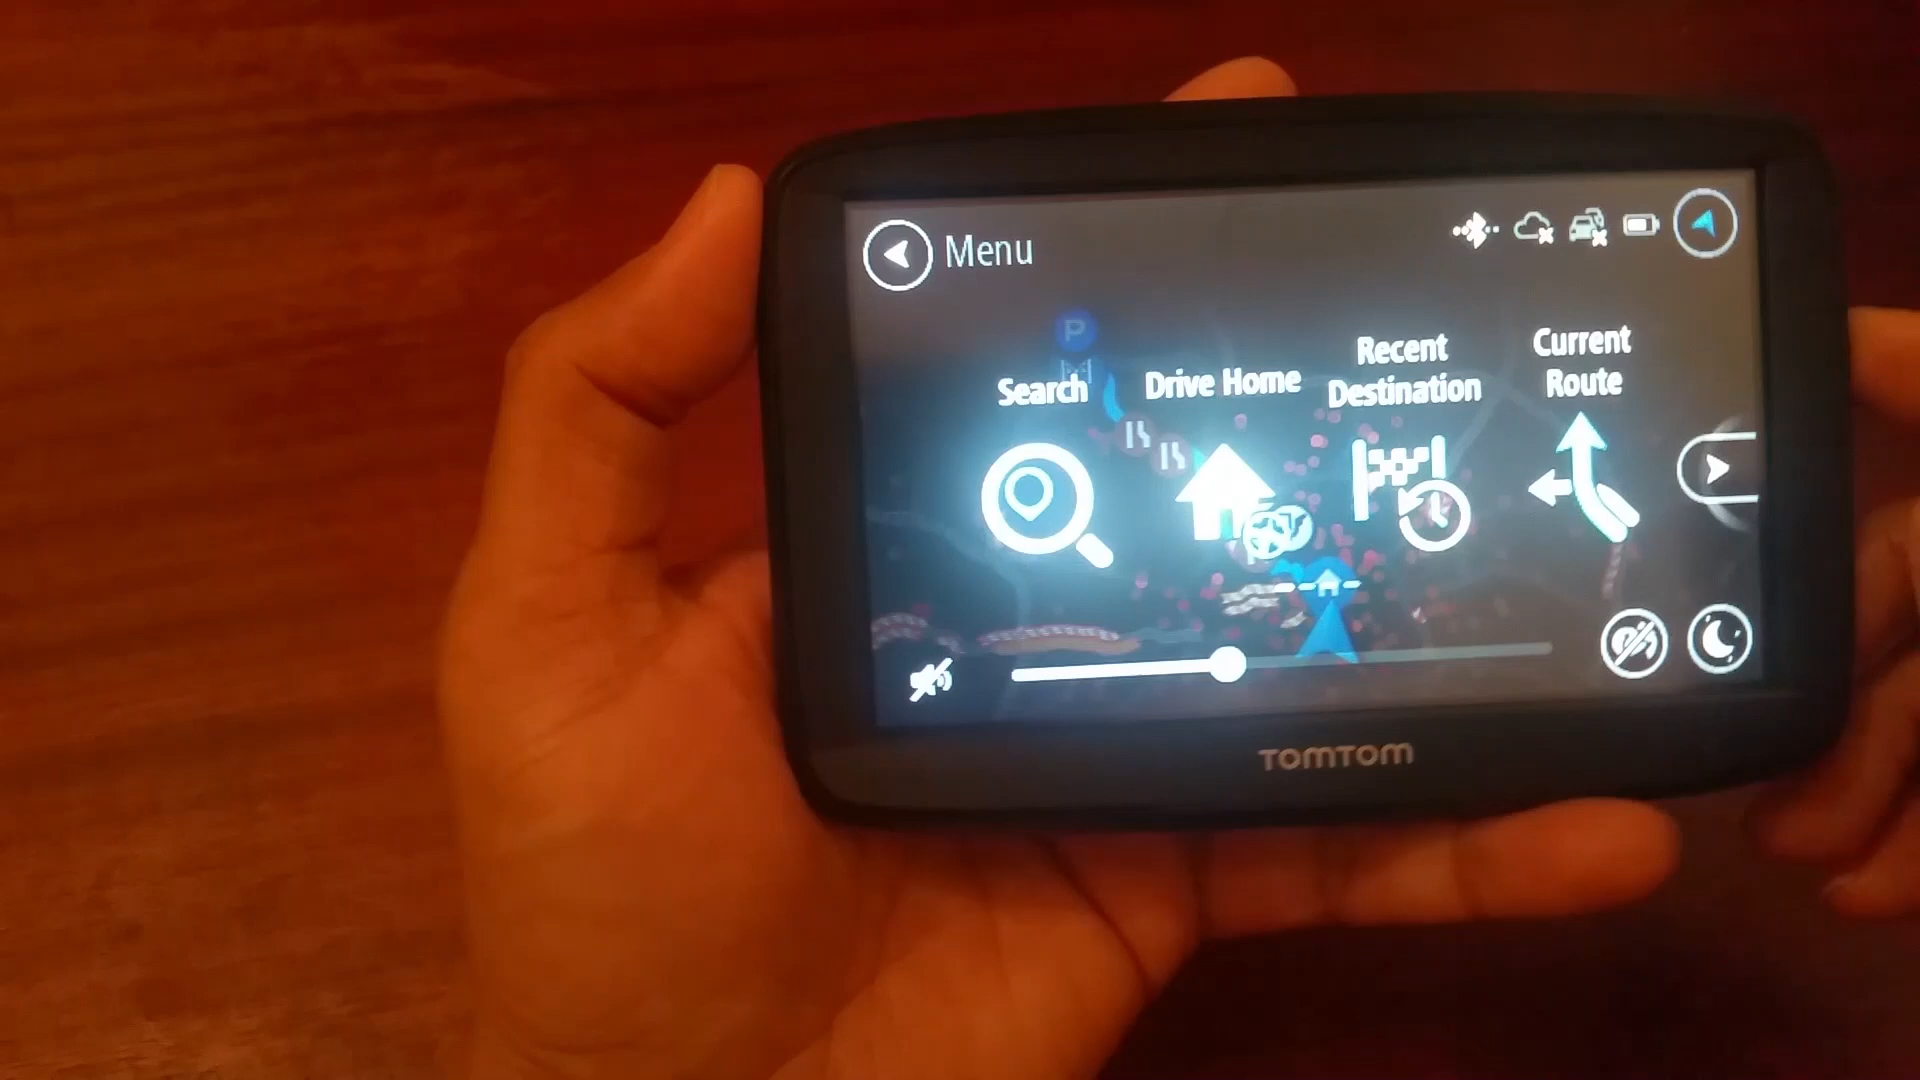 Menu
P
Search
Drive Home
Recent
Destination
Current
Route
TOMTOM